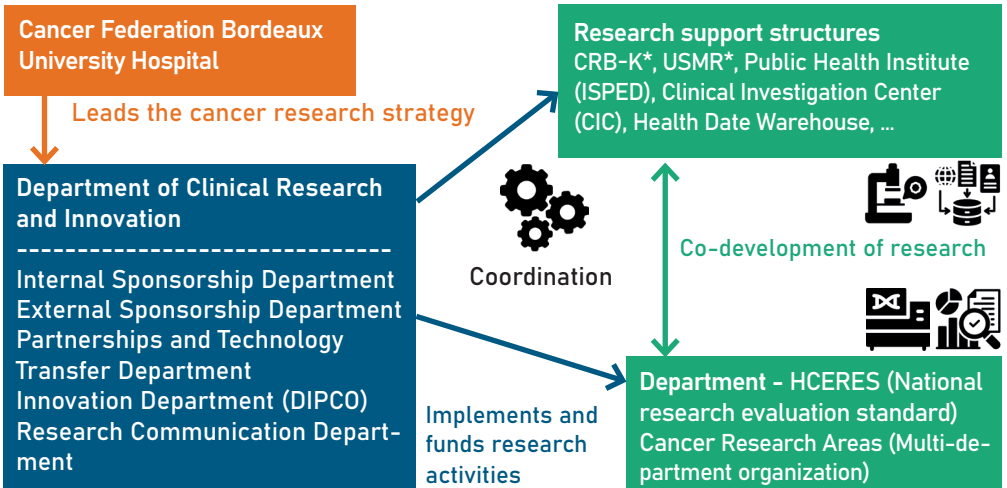 Cancer Federation Bordeaux
University Hospital
Leads the cancer research strategy
Department of Clinical Research
and Innovation
--------------------------------
Internal Sponsorship Department
External Sponsorship Department
Partnerships and Technology
Transfer Department
Innovation Department (DIPCO)
Research Communication Depart-
ment
Research support structures
CRB-K*, USMR*, Public Health Institute
(ISPED), Clinical Investigation Center
(CIC), Health Date Warehouse, ...
Coordination
Co-development of research
Implements and
funds research
activities
Department - HCERES (National
research evaluation standard)
Cancer Research Areas (Multi-de-
partment organization)